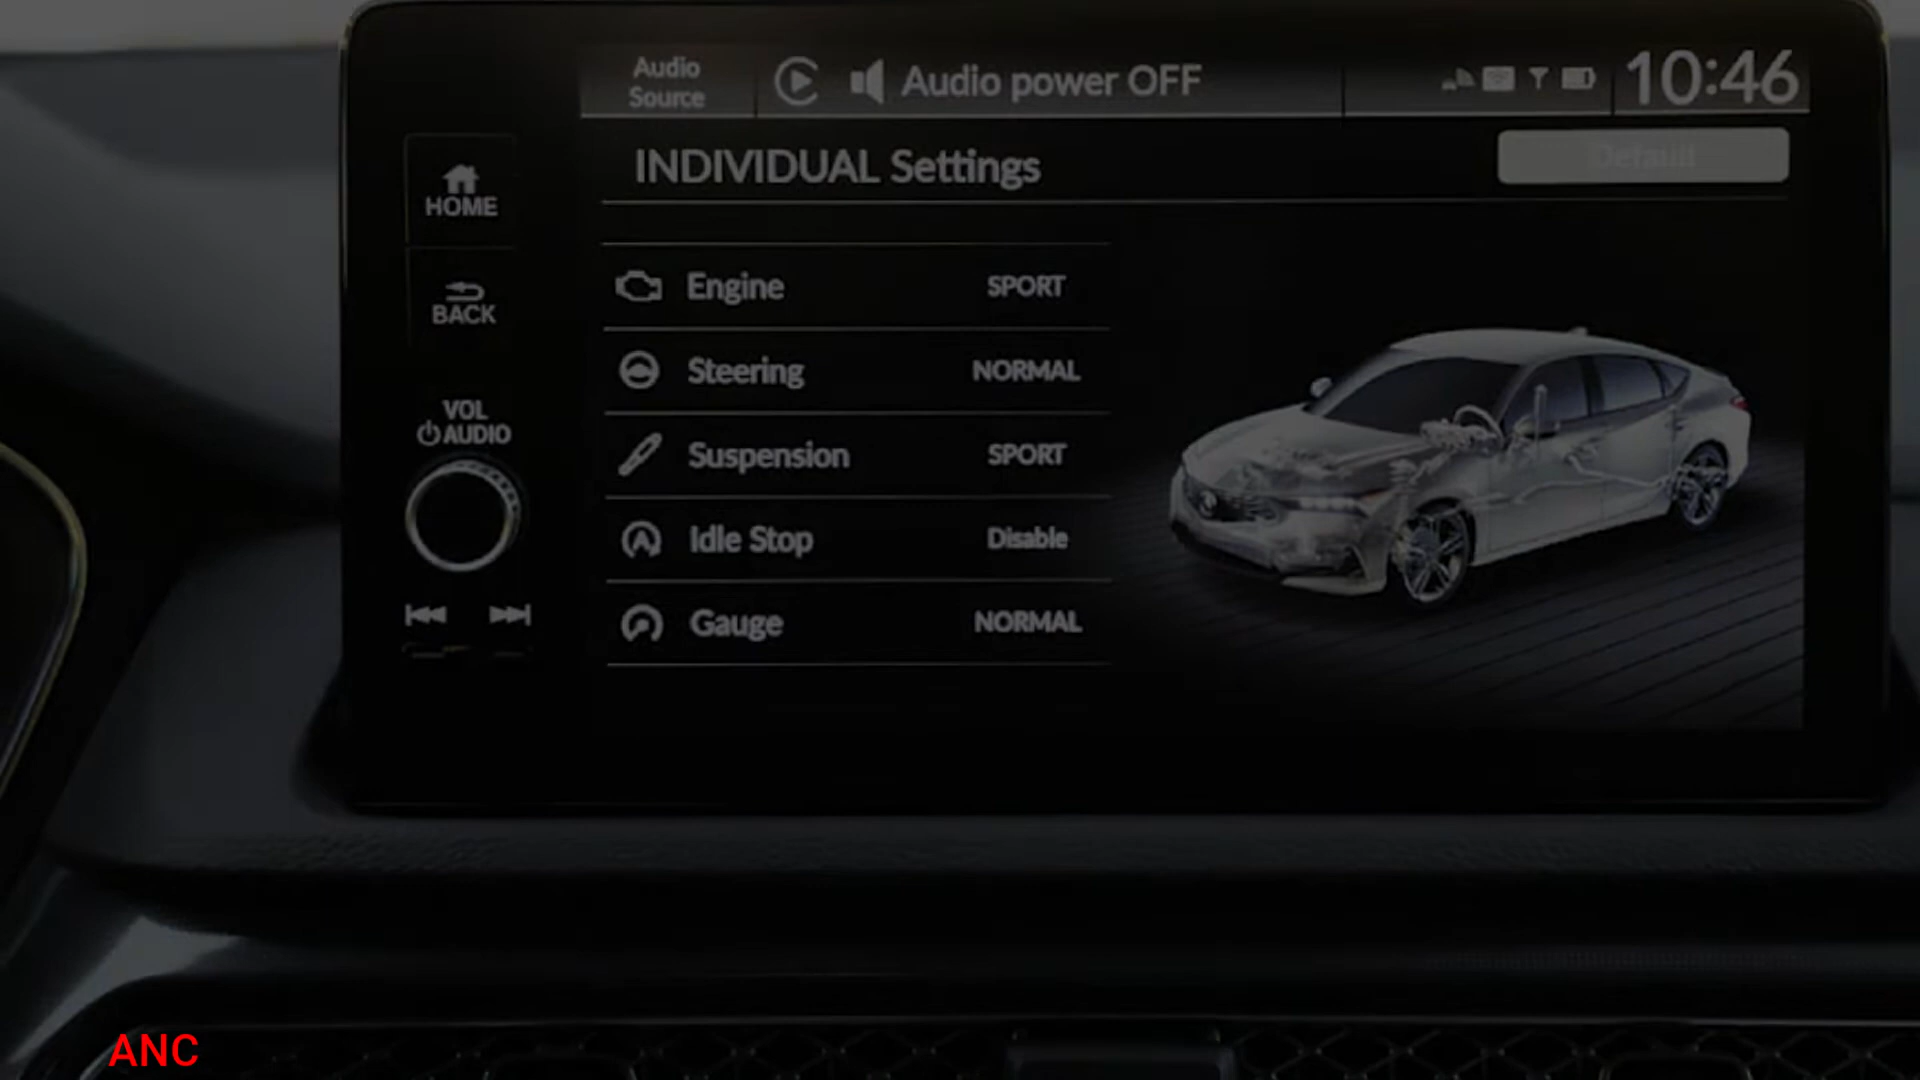 Audio
Source
Audio power OFF
10:46
INDIVIDUAL Settings
Default
HOME
BACK
VOL
AUDIO
Engine SPORT
Steering NORMAL
Suspension SPORT
Idle Stop Disable
Gauge NORMAL
ANC